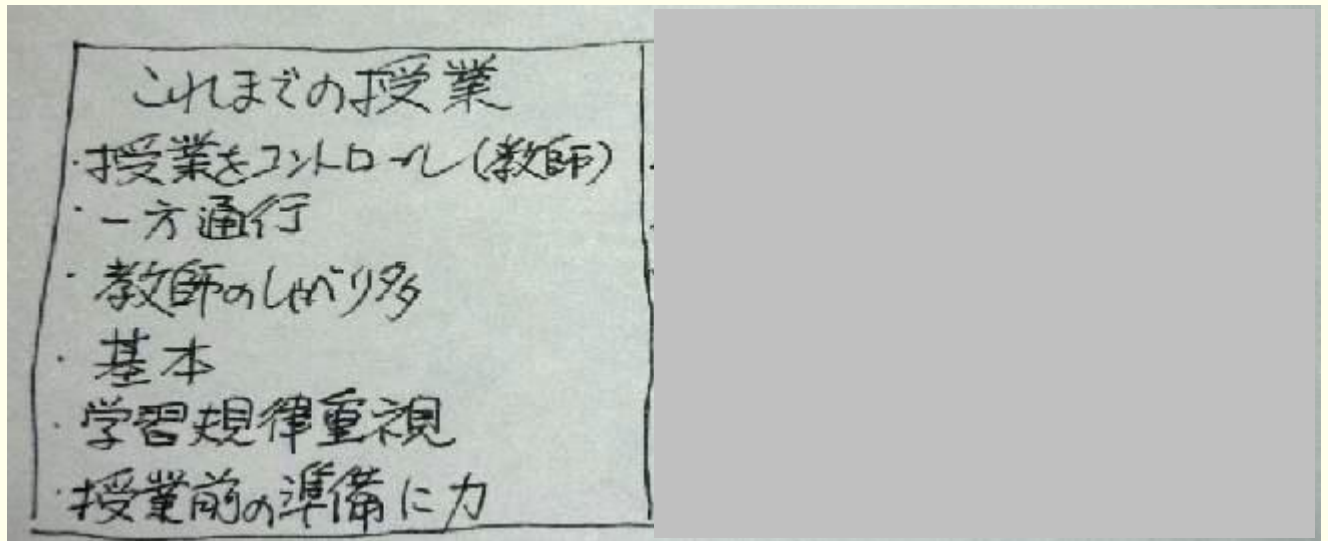 これまでの授業
・授業をコントロール(教師)
・一方通行
・教師のしゃべり多
・基本
・学習規律重視
・授業前の準備に力